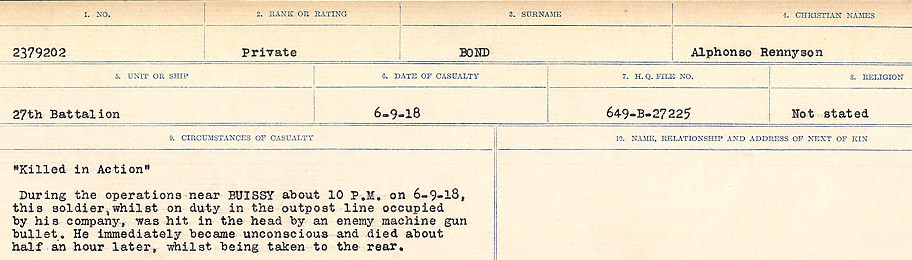 1. NO. 2. RANK OR RATING 3. SURNAME 4. CHRISTIAN NAMES
2379202 Private BOND Alphonso Rennyson
5. UNIT OR SHIP 6. DATE OF CASUALTY 7. H.Q. FILE NO. 8. RELIGION
27th Battalion 6-9-18 649-B-27225 Not stated
9. CIRCUMSTANCES OF CASUALTY 10. NAME, RELATIONSHIP AND ADDRESS OF NEXT OF KIN
"Killed in Action"
During the operations near BUISSY about 10 P.M. on 6-9-18,
this soldier, whilst on duty in the outpost line occupied
by his company, was hit in the head by an enemy machine gun
bullet. He immediately became unconscious and died about
half an hour later, whilst being taken to the rear.